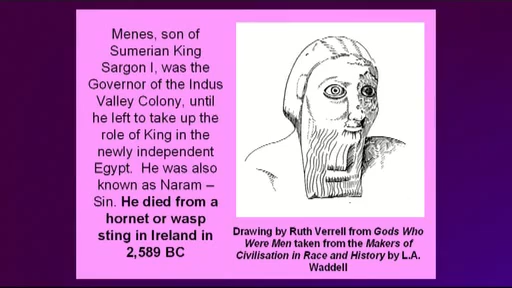 Menes, son of
Sumerian King
Sargon I, was the
Governor of the Indus
Valley Colony, until
he left to take up the
role of King in the
newly independent
Egypt. He was also
known as Naram –
Sin. He died from a
hornet or wasp
sting in Ireland in
2,589 BC
Drawing by Ruth Verrell from Gods Who
Were Men taken from the Makers of
Civilisation in Race and History by L.A.
Waddell